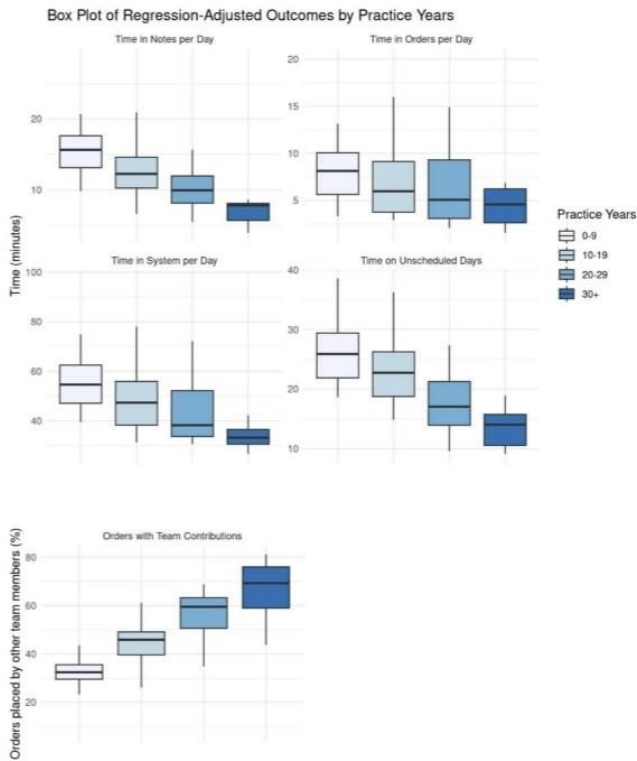 Box Plot of Regression-Adjusted Outcomes by Practice Years
Time in Notes per Day
Time in Orders per Day
20
10
20
15
10
5
Time (minutes)
Time in System per Day
Time on Unscheduled Days
100
80
60
40
40
30
20
10
Practice Years
0-9
10-19
20-29
30+
Orders with Team Contributions
Orders placed by other team members (%)
80
60
40
20